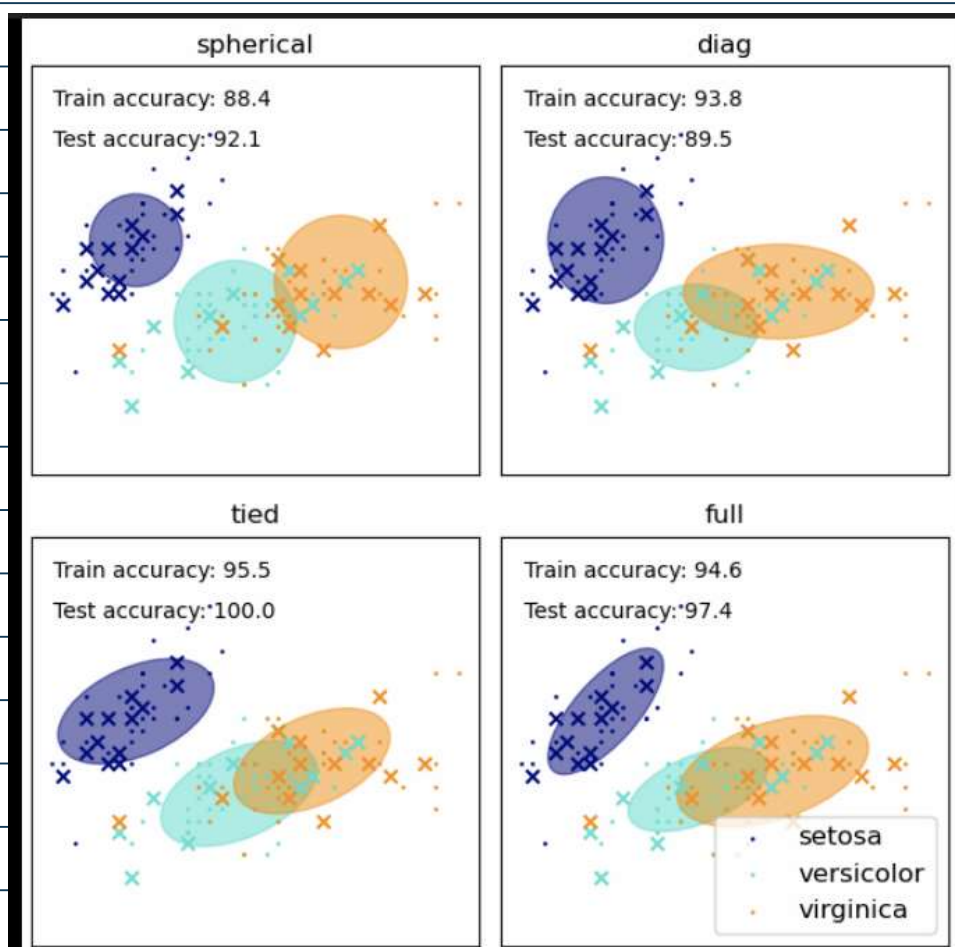 spherical
Train accuracy: 88.4
Test accuracy: 92.1
diag
Train accuracy: 93.8
Test accuracy: 89.5
tied
Train accuracy: 95.5
Test accuracy: 100.0
full
Train accuracy: 94.6
Test accuracy: 97.4
setosa
versicolor
virginica